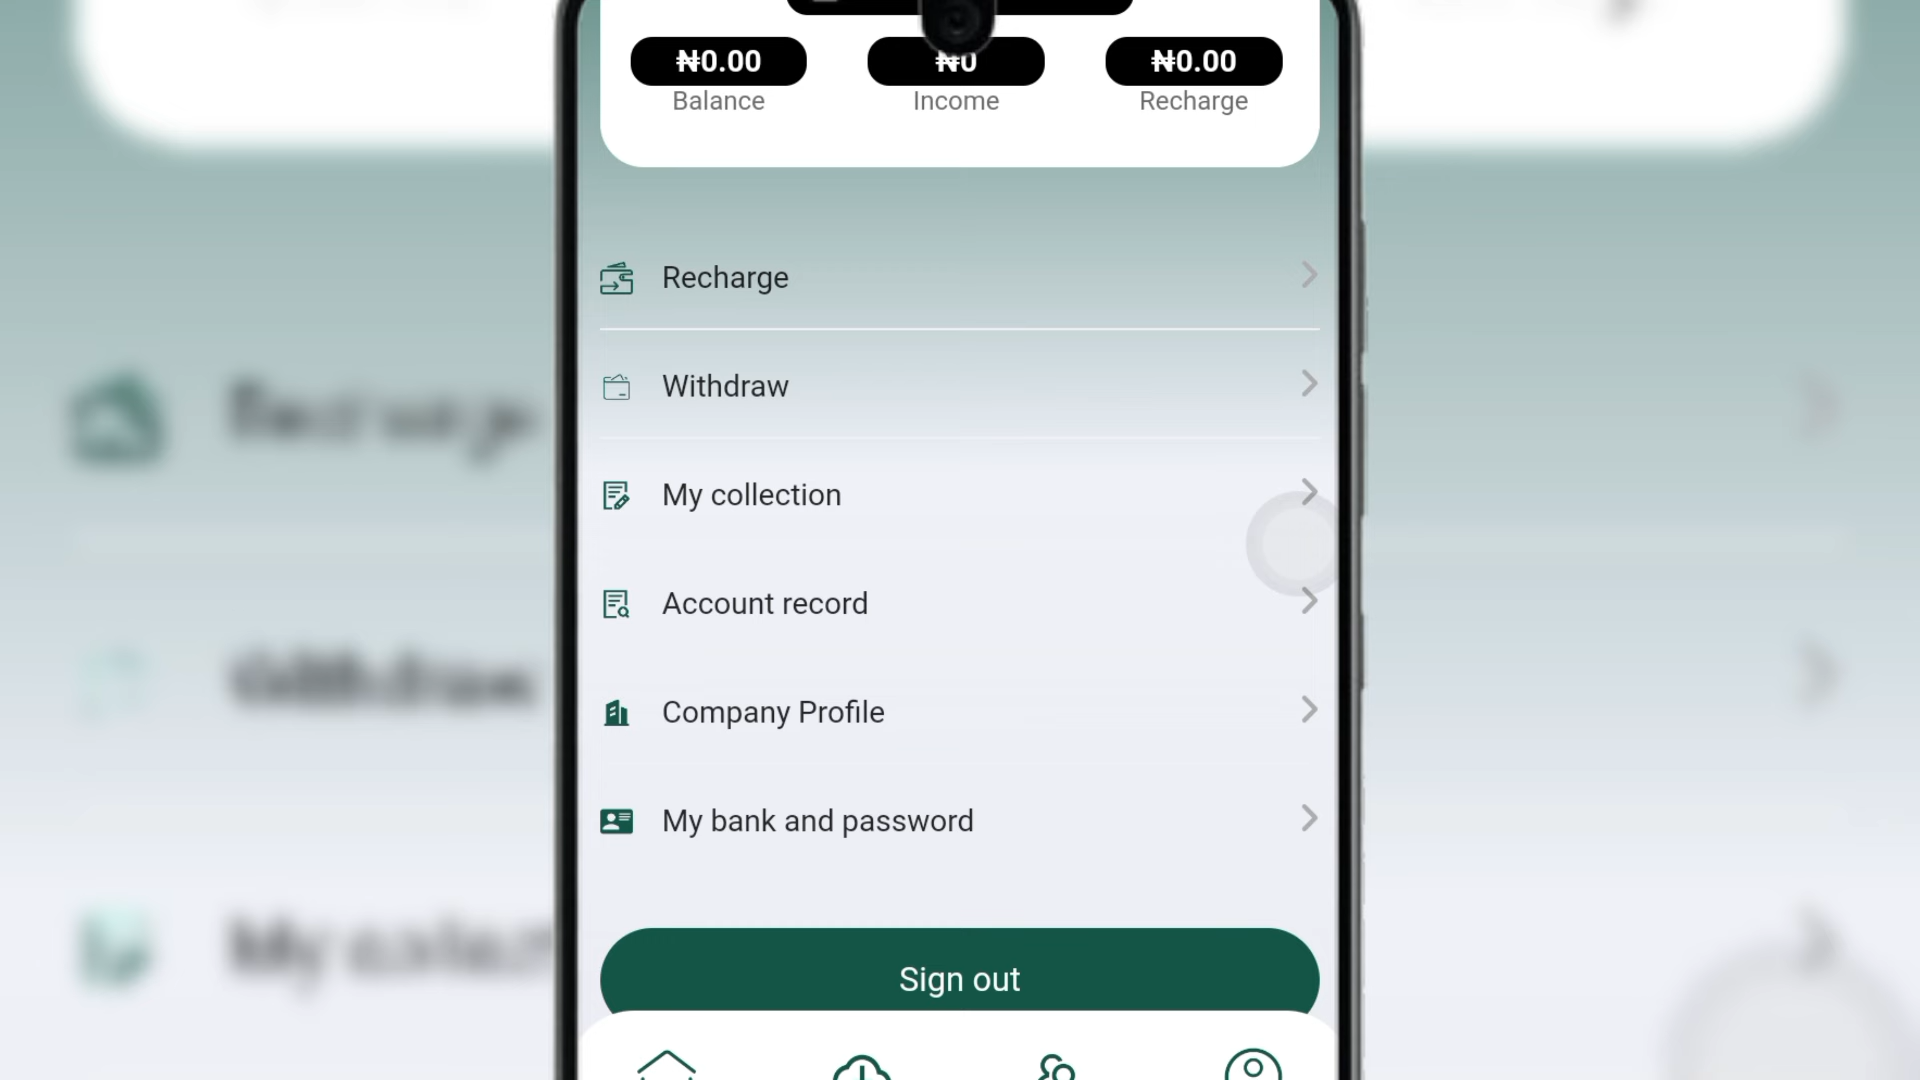 ₦0.00 ₦0 ₦0.00
Balance Income Recharge
Recharge
Withdraw
My collection
Account record
Company Profile
My bank and password
Sign out